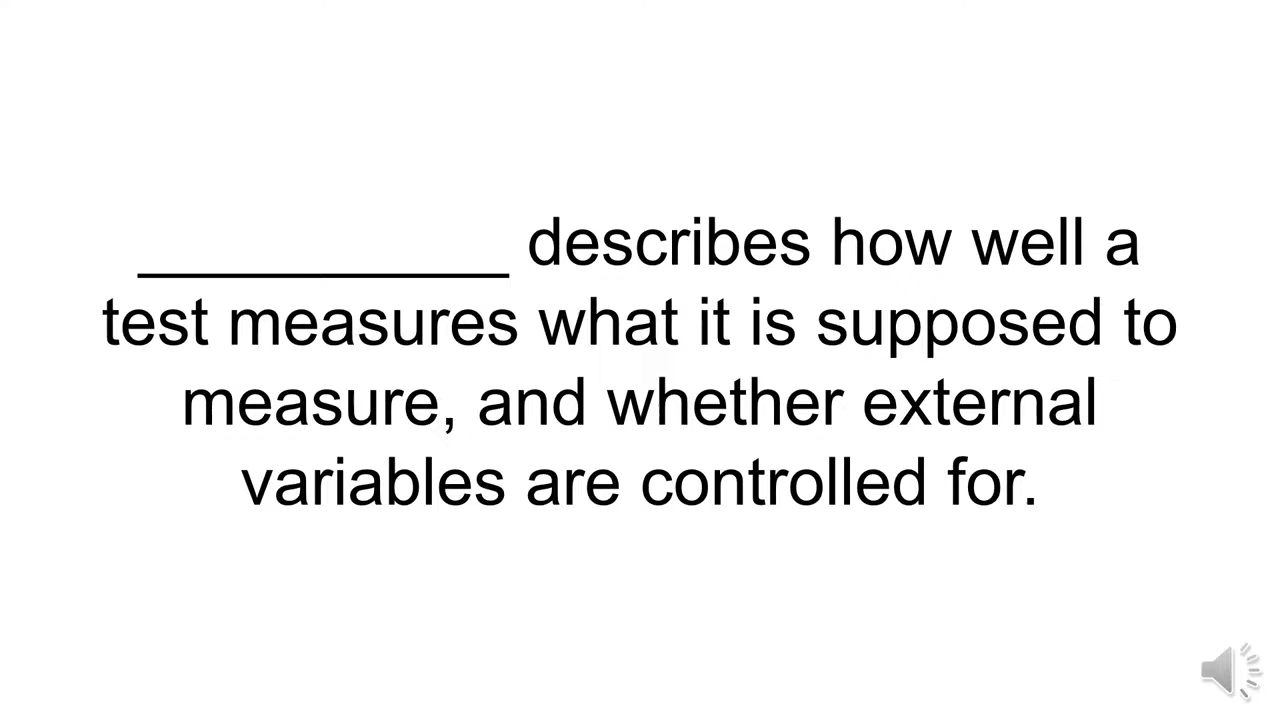 ___________ describes how well a
test measures what it is supposed to
measure, and whether external
variables are controlled for.